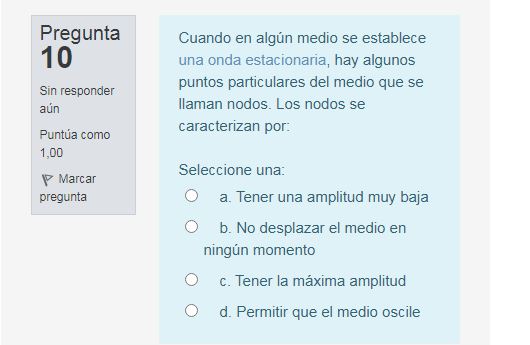 Pregunta
10
Sin responder
aún
Puntúa como
1,00
Marcar
pregunta
Cuando en algún medio se establece
una onda estacionaria, hay algunos
puntos particulares del medio que se
llaman nodos. Los nodos se
caracterizan por:
Seleccione una:
a. Tener una amplitud muy baja
b. No desplazar el medio en
ningún momento
c. Tener la máxima amplitud
d. Permitir que el medio oscile